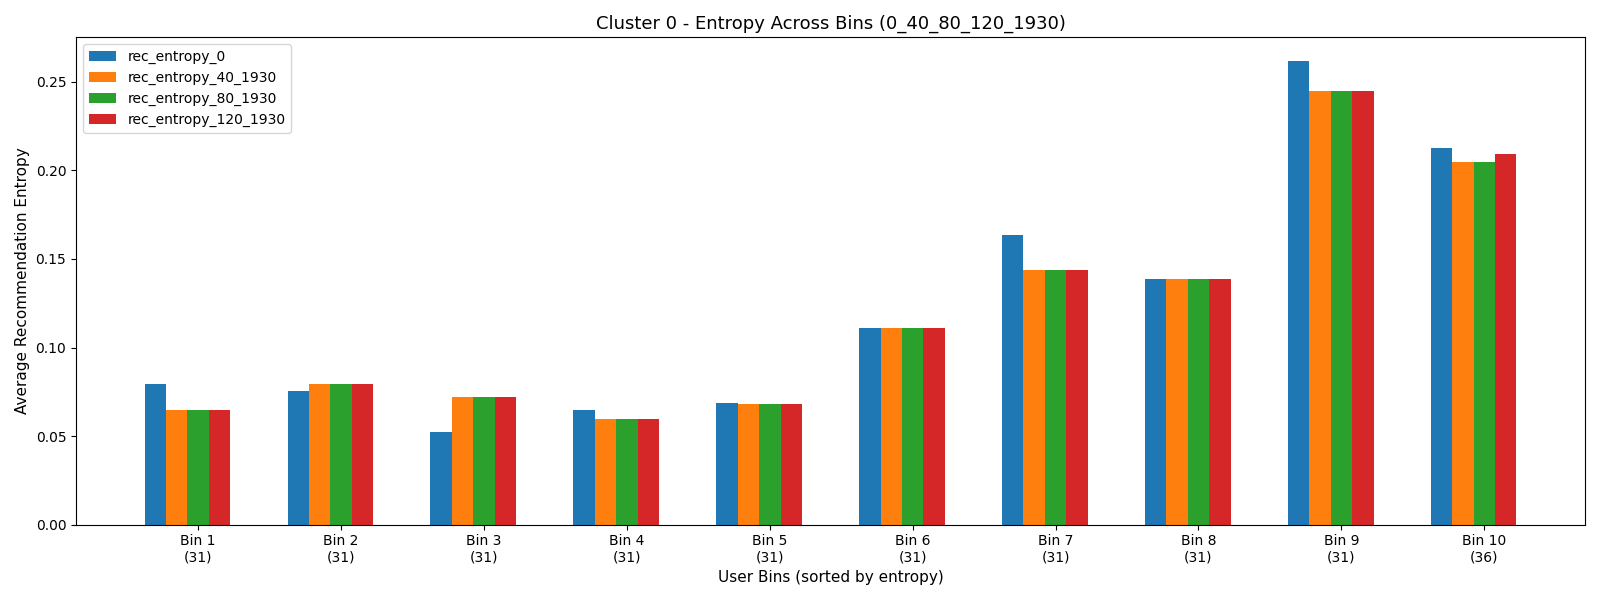 Cluster 0 - Entropy Across Bins (0_40_80_120_1930)
rec_entropy_0
rec_entropy_40_1930
rec_entropy_80_1930
rec_entropy_120_1930
Average Recommendation Entropy
0.25
0.20
0.15
0.10
0.05
0.00
Bin 1 Bin 2 Bin 3 Bin 4 Bin 5 Bin 6 Bin 7 Bin 8 Bin 9 Bin 10
(31) (31) (31) (31) (31) (31) (31) (31) (31) (36)
User Bins (sorted by entropy)